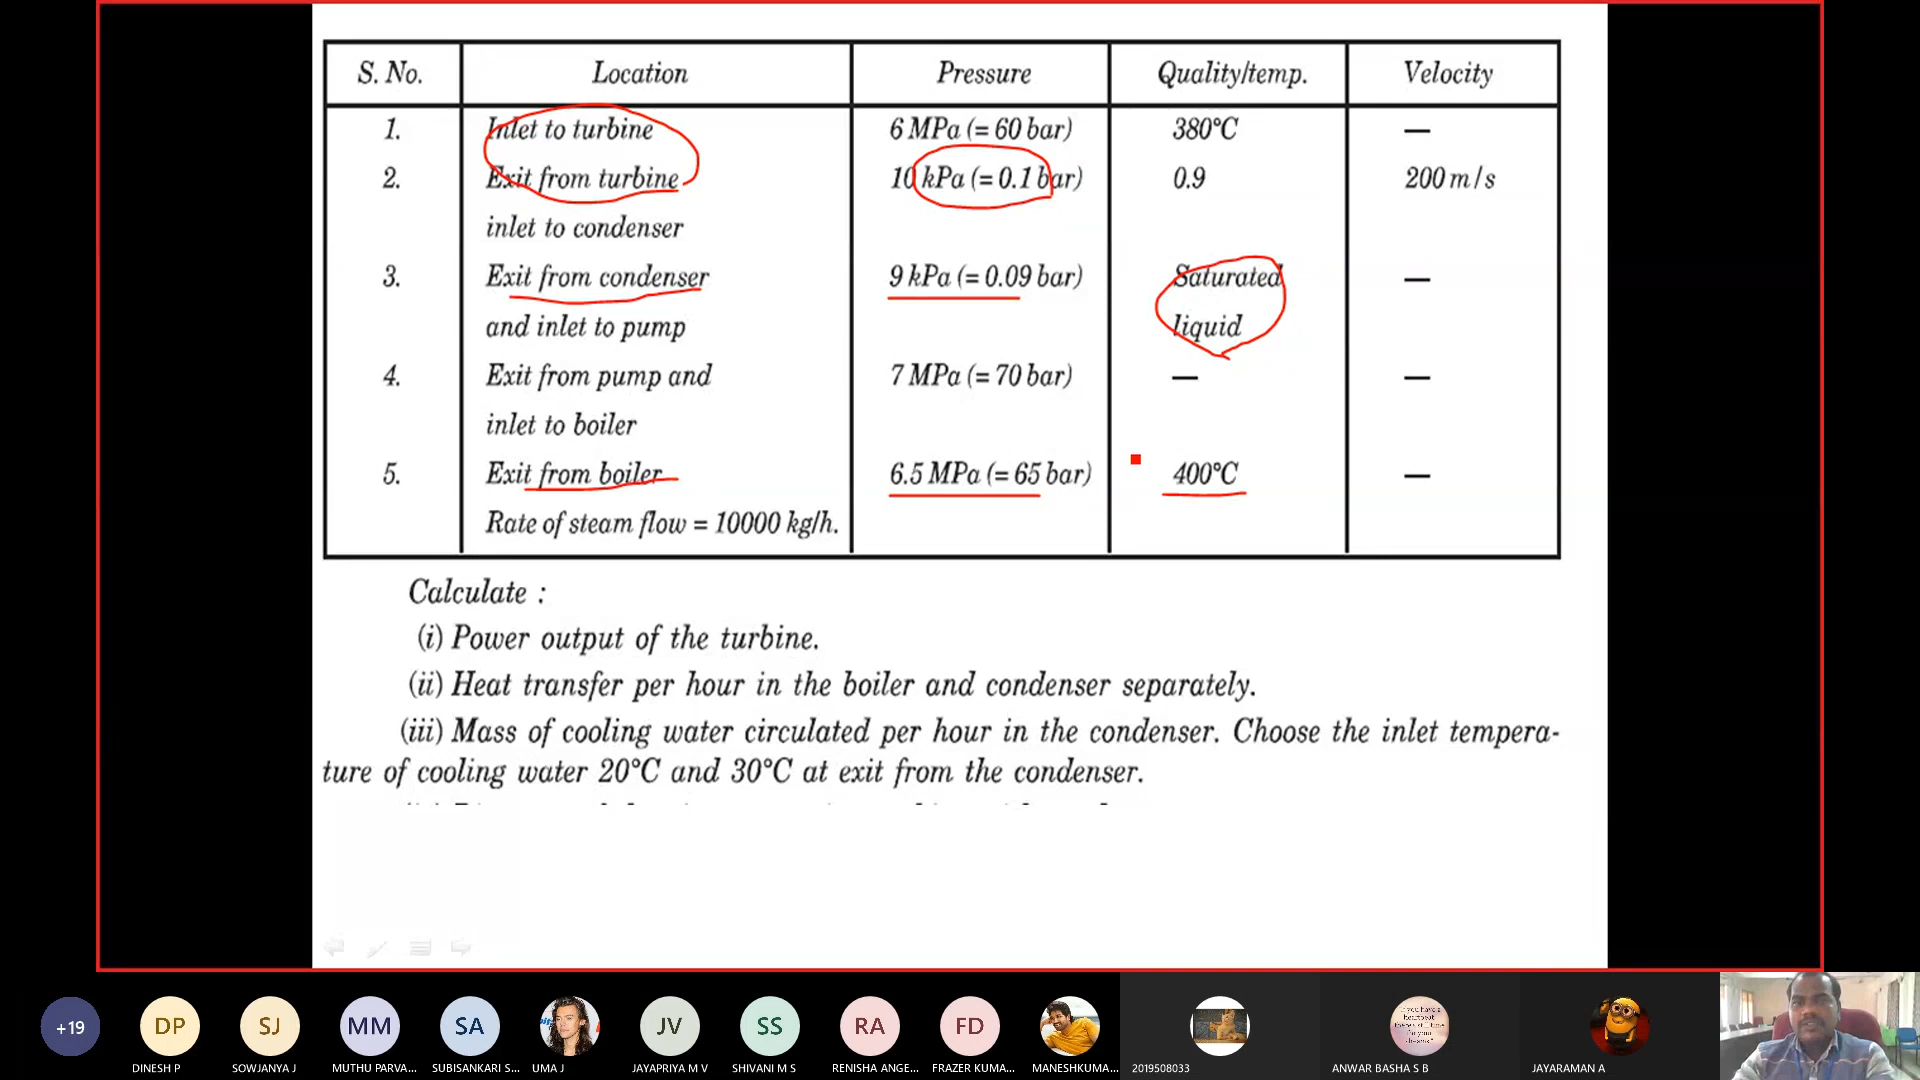 S. No. Location Pressure Quality/temp. Velocity
1. Inlet to turbine 6 MPa (= 60 bar) 380°C —
2. Exit from turbine 10 kPa (= 0.1 bar) 0.9 200 m/s
inlet to condenser
3. Exit from condenser 9 kPa (= 0.09 bar) Saturated —
and inlet to pump liquid
4. Exit from pump and 7 MPa (= 70 bar) — —
inlet to boiler
5. Exit from boiler 6.5 MPa (= 65 bar) 400°C —
Rate of steam flow = 10000 kg/h.
Calculate :
(i) Power output of the turbine.
(ii) Heat transfer per hour in the boiler and condenser separately.
(iii) Mass of cooling water circulated per hour in the condenser. Choose the inlet tempera-
ture of cooling water 20°C and 30°C at exit from the condenser.
+19 DP SJ MM SA JV SS RA FD
DINESH P SOWJANYA J MUTHU PARVA... SUBISANKARI S... UMA J JAYAPRIYA M V SHIVANI M S RENISHA ANGE... FRAZER KUMA... MANESHKUMA... 2019508033 ANWAR BASHA S B JAYARAMAN A